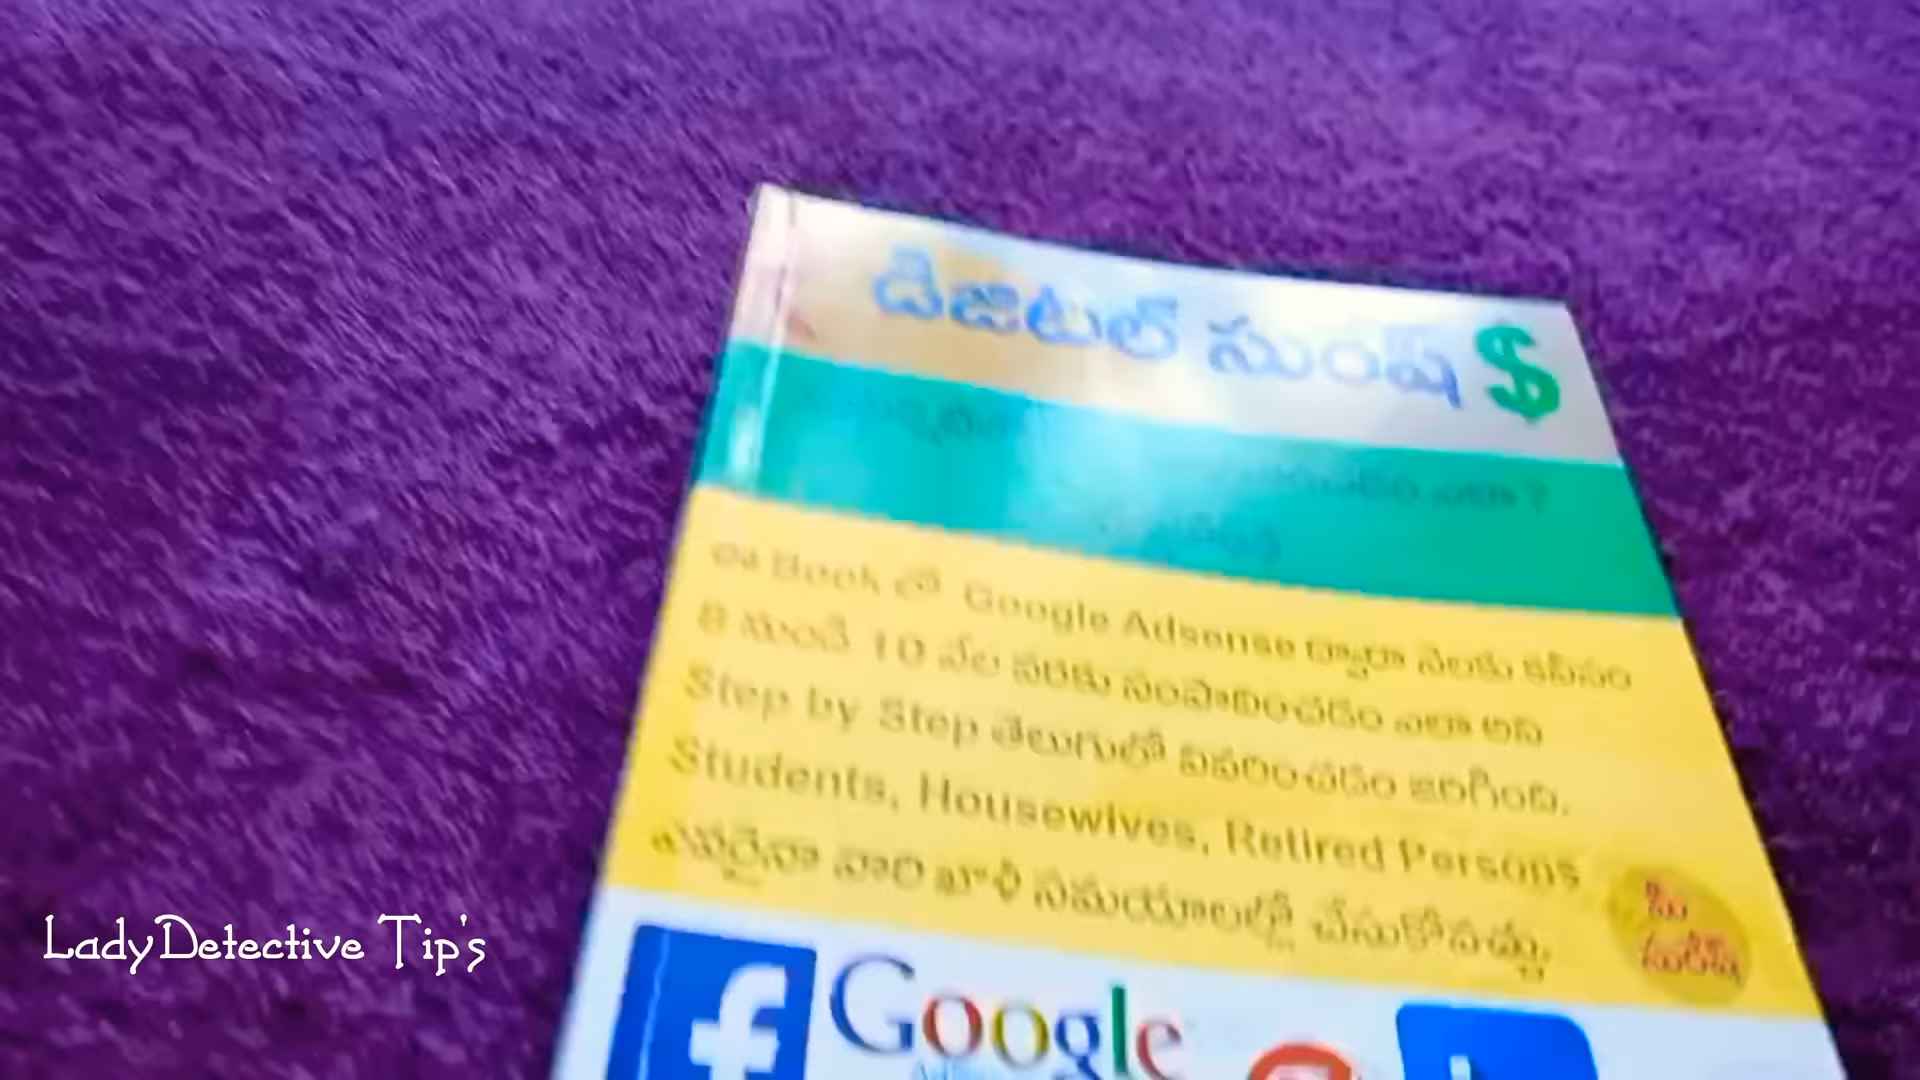 డిజిటల్ సురేష్ $
ఎలా ?
ఈ Book లో Google Adsense ద్వారా నెలకు కనీసం
8 నుండి 10 వేల వరకు సంపాదించడం ఎలా అని
Step by Step తెలుగులో వివరించడం జరిగింది.
Students, Housewives, Retired Persons
ఎవరైనా వారి ఖాళీ సమయాలల్లో చేసుకోవచ్చు
మీ
సురేష్
f Google
LadyDetective Tip's